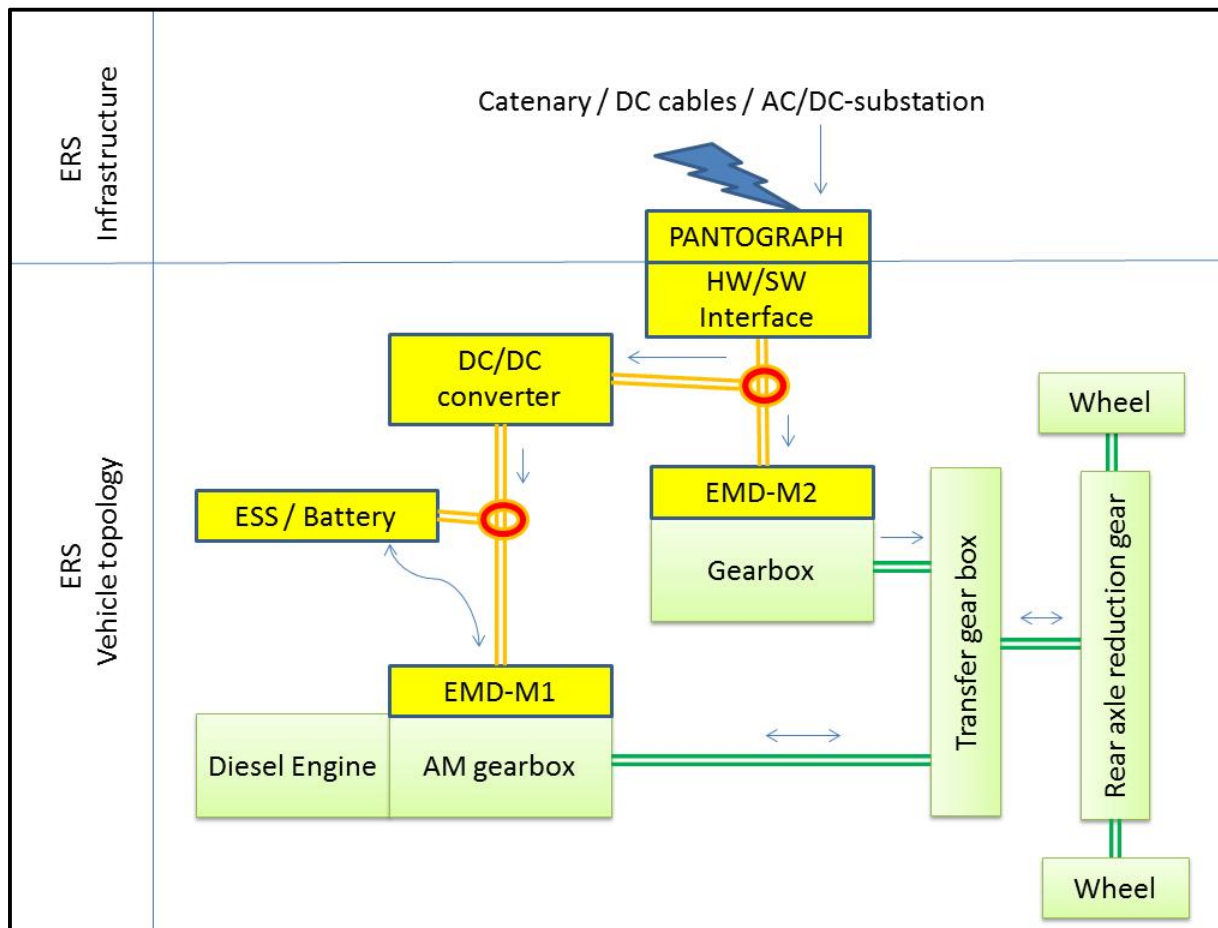 ERS
Infrastructure
Catenary / DC cables / AC/DC-substation
PANTOGRAPH
HW/SW
Interface
ERS
Vehicle topology
DC/DC
converter
Wheel
ESS / Battery
EMD-M2
Gearbox
Transfer gear box
Rear axle reduction gear
EMD-M1
Diesel Engine
AM gearbox
Wheel